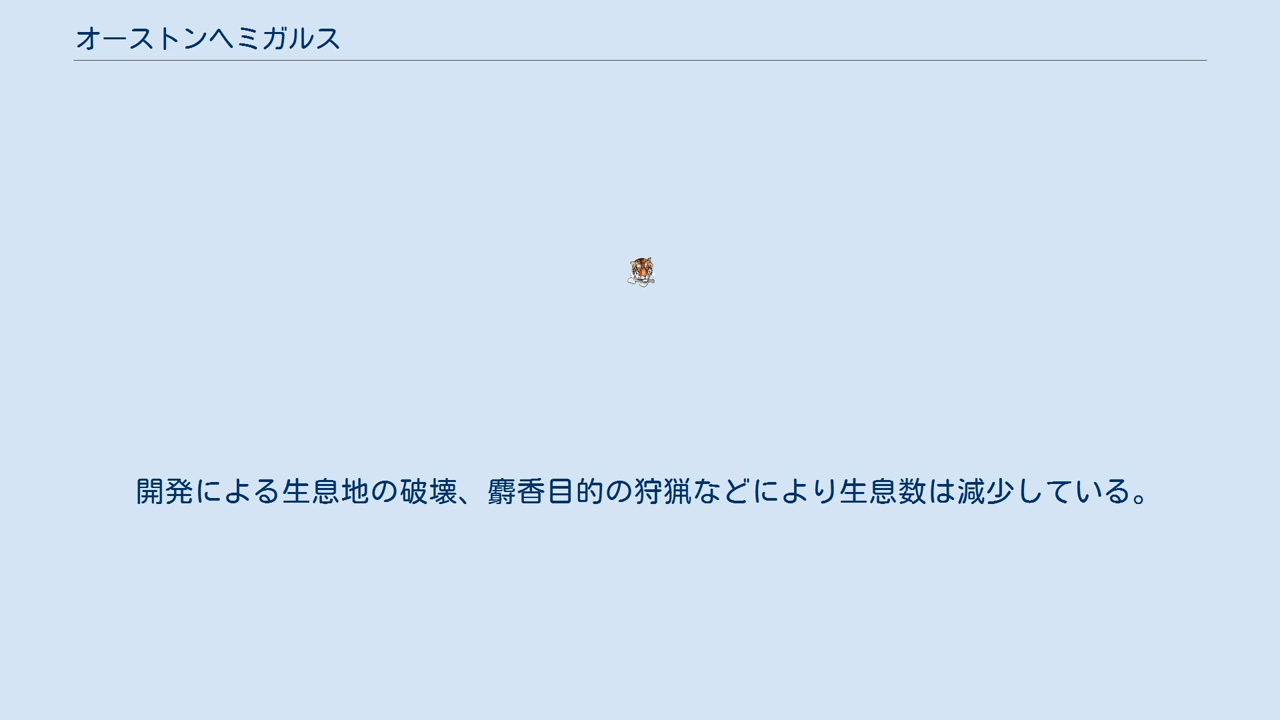 オーストンヘミガルス
開発による生息地の破壊、麝香目的の狩猟などにより生息数は減少している。